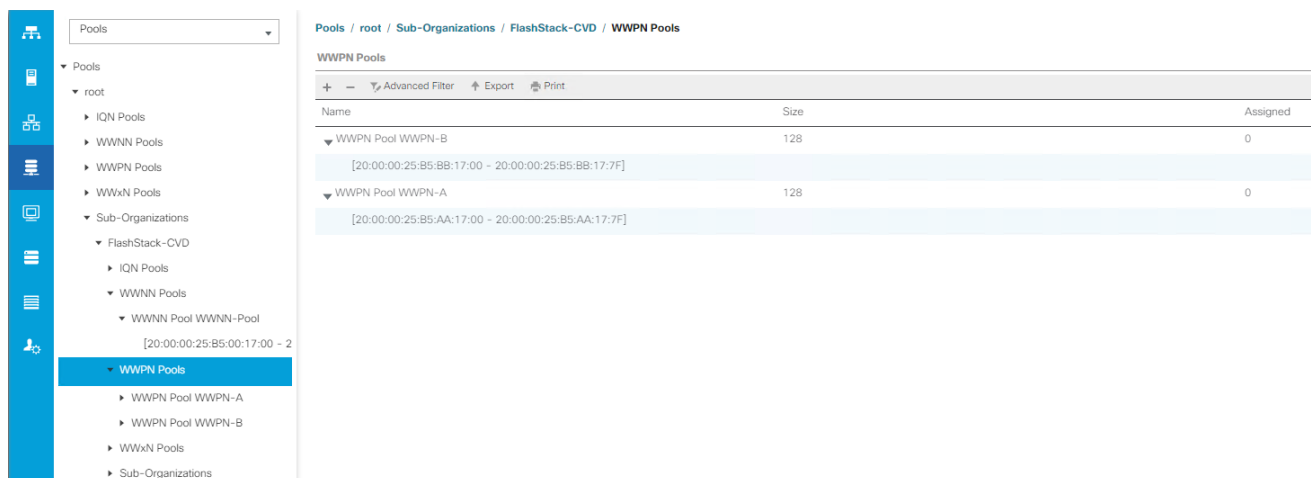 Pools
Pools
root
IQN Pools
WWNN Pools
WWPN Pools
WWxN Pools
Sub-Organizations
FlashStack-CVD
IQN Pools
WWNN Pools
WWNN Pool WWNN-Pool
[20:00:00:25:B5:00:17:00 - 2
WWPN Pools
WWPN Pool WWPN-A
WWPN Pool WWPN-B
WWxN Pools
Sub-Organizations
Pools / root / Sub-Organizations / FlashStack-CVD / WWPN Pools
WWPN Pools
+ − Advanced Filter Export Print
Name Size Assigned
WWPN Pool WWPN-B 128 0
[20:00:00:25:B5:BB:17:00 - 20:00:00:25:B5:BB:17:7F]
WWPN Pool WWPN-A 128 0
[20:00:00:25:B5:AA:17:00 - 20:00:00:25:B5:AA:17:7F]